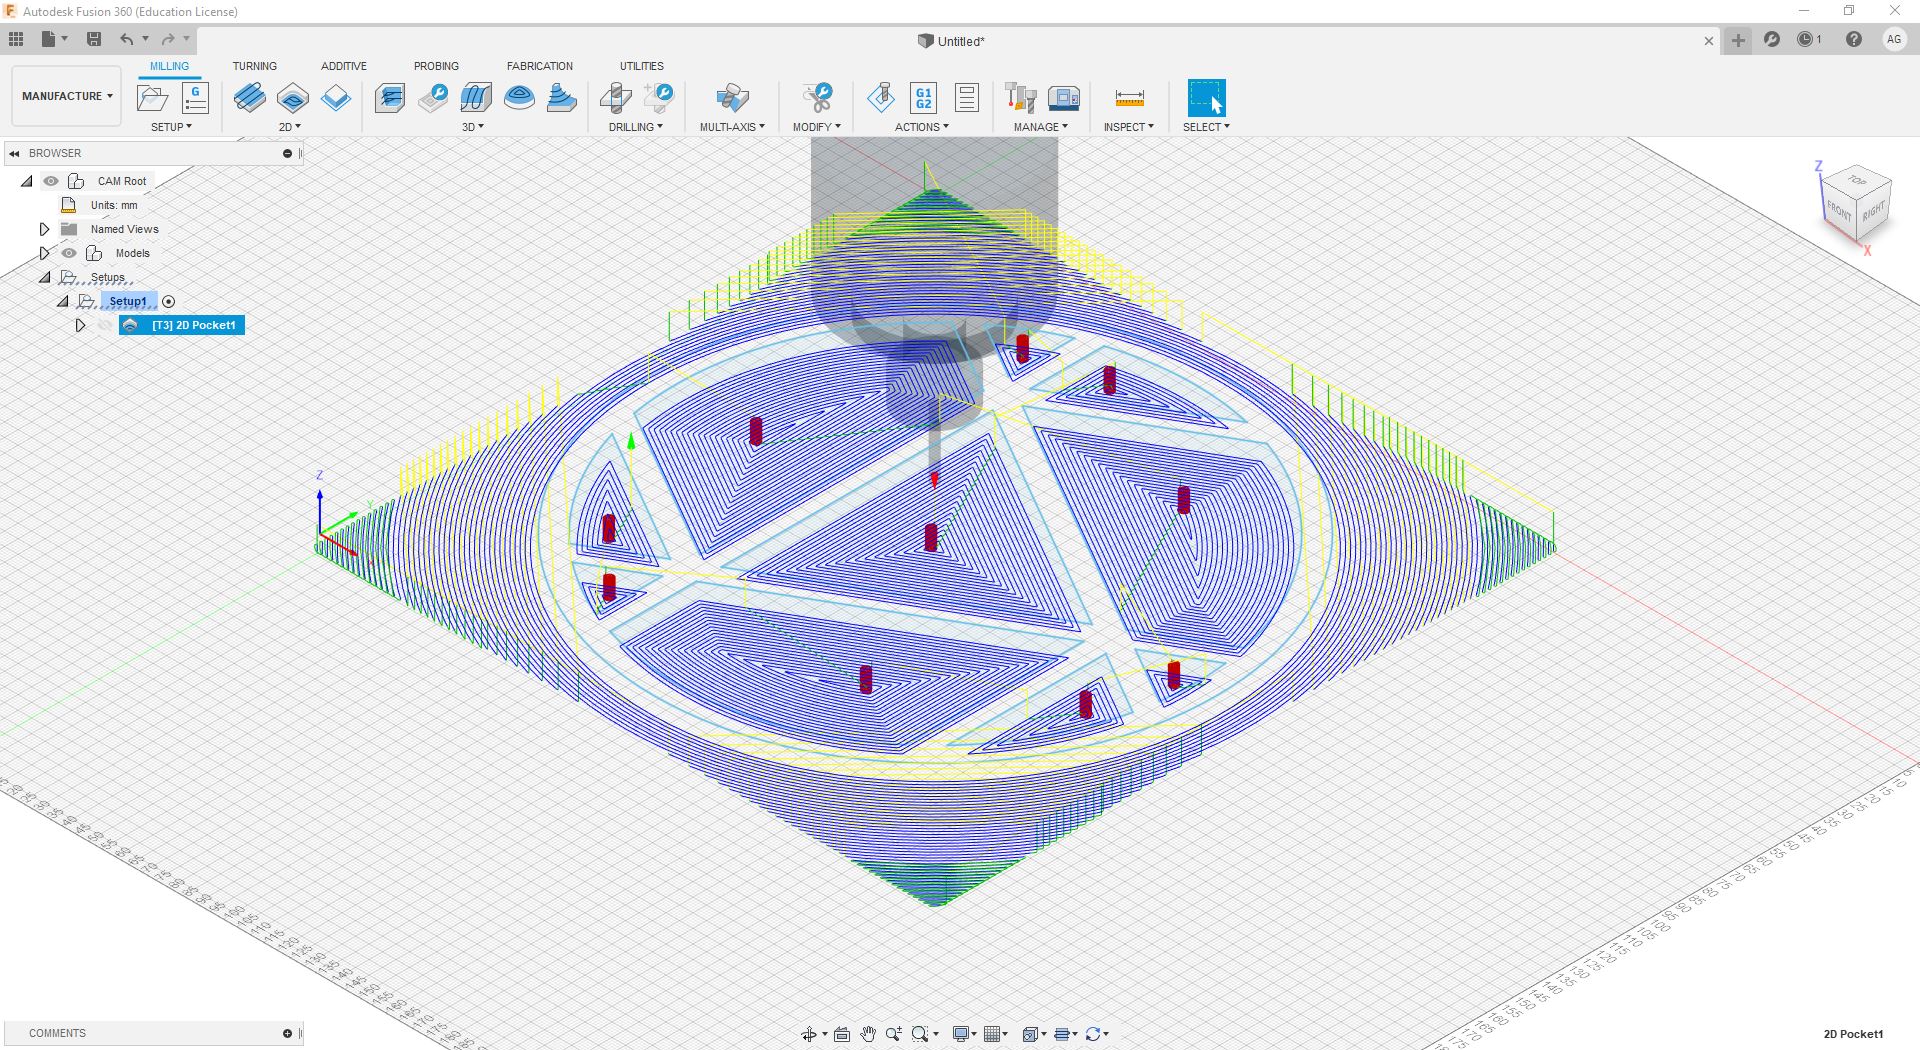 Autodesk Fusion 360 (Education License)
Untitled*
1
AG
MANUFACTURE
MILLING TURNING ADDITIVE PROBING FABRICATION UTILITIES
G
G1
G2
SETUP 2D 3D DRILLING MULTI-AXIS MODIFY ACTIONS MANAGE INSPECT SELECT
BROWSER
CAM Root
Units: mm
Named Views
Models
Setups
Setup1
[T3] 2D Pocket1
Z
TOP
FRONT
RIGHT
X
Z
Y
X
COMMENTS
2D Pocket1